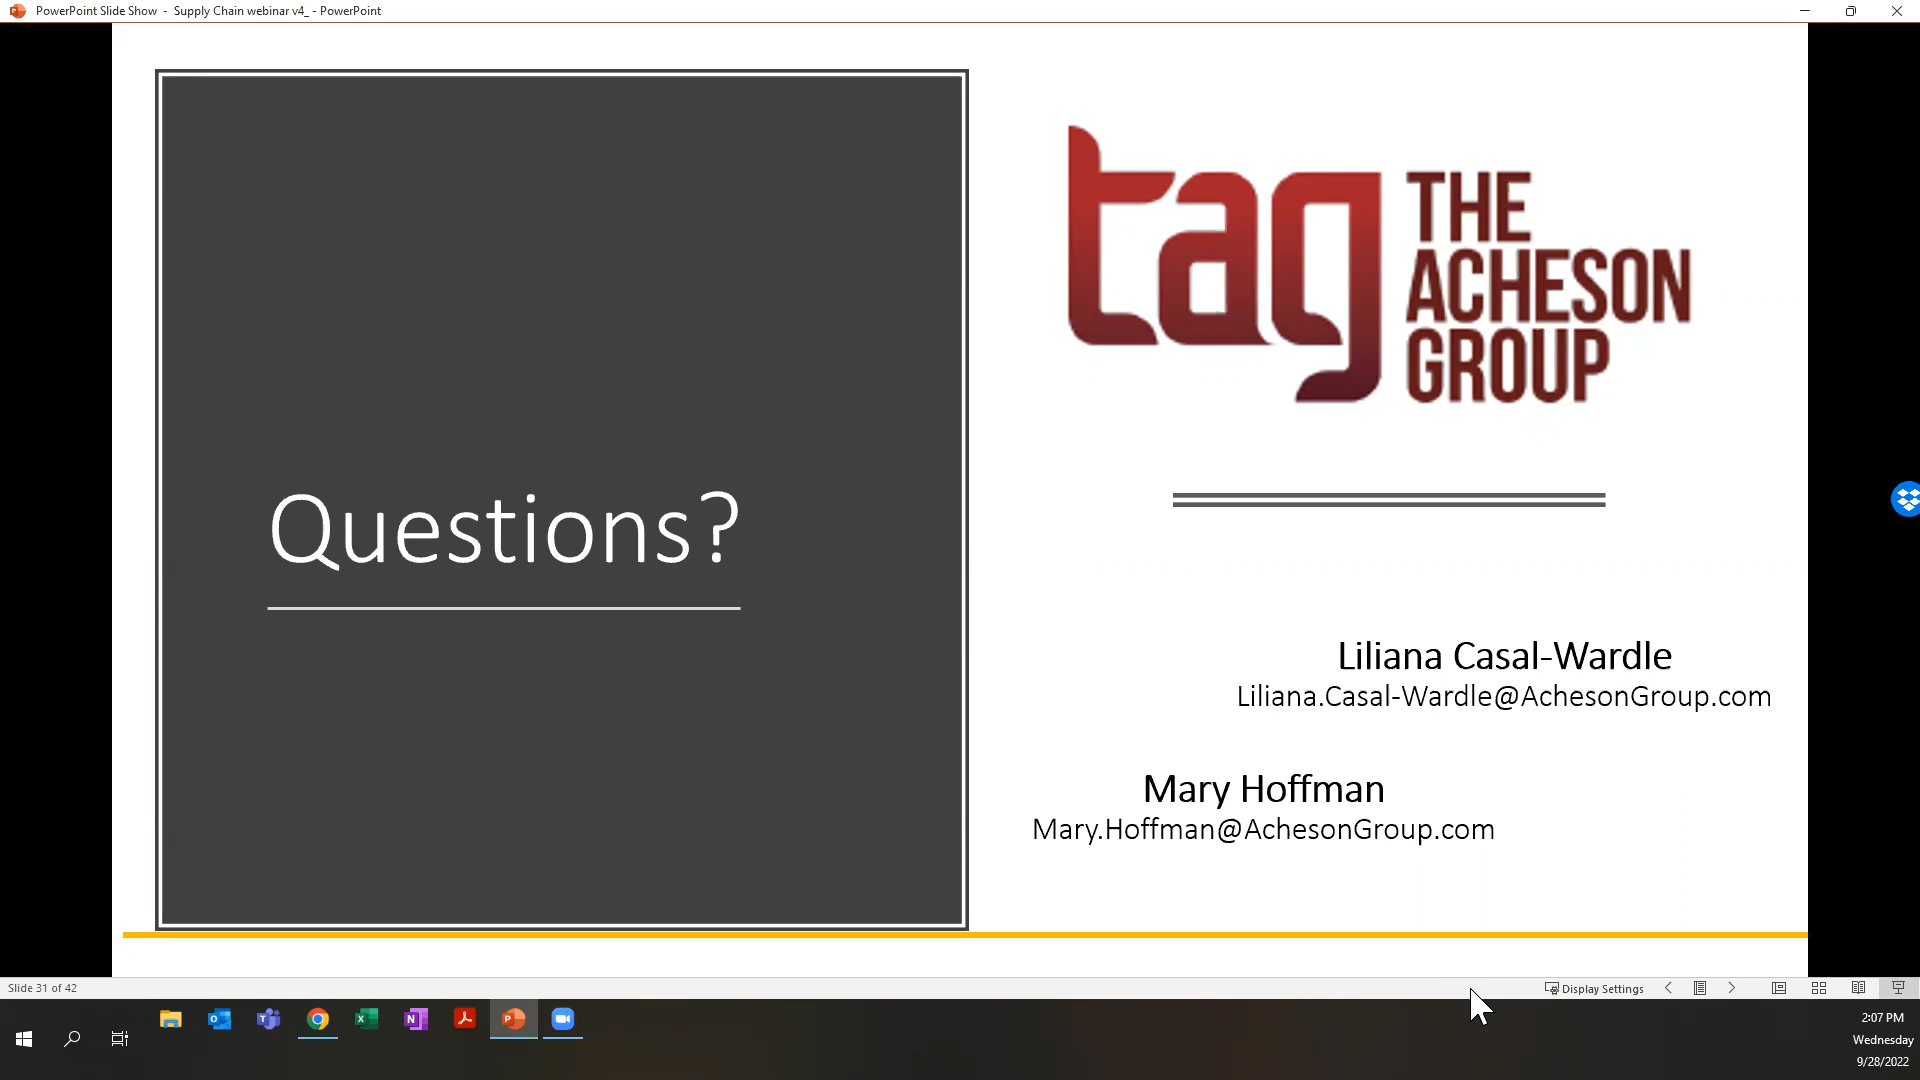 PowerPoint Slide Show - Supply Chain webinar v4_ - PowerPoint
Questions?
tag
THE
ACHESON
GROUP
Liliana Casal-Wardle
Liliana.Casal-Wardle@AchesonGroup.com
Mary Hoffman
Mary.Hoffman@AchesonGroup.com
Slide 31 of 42
Display Settings
2:07 PM
Wednesday
9/28/2022